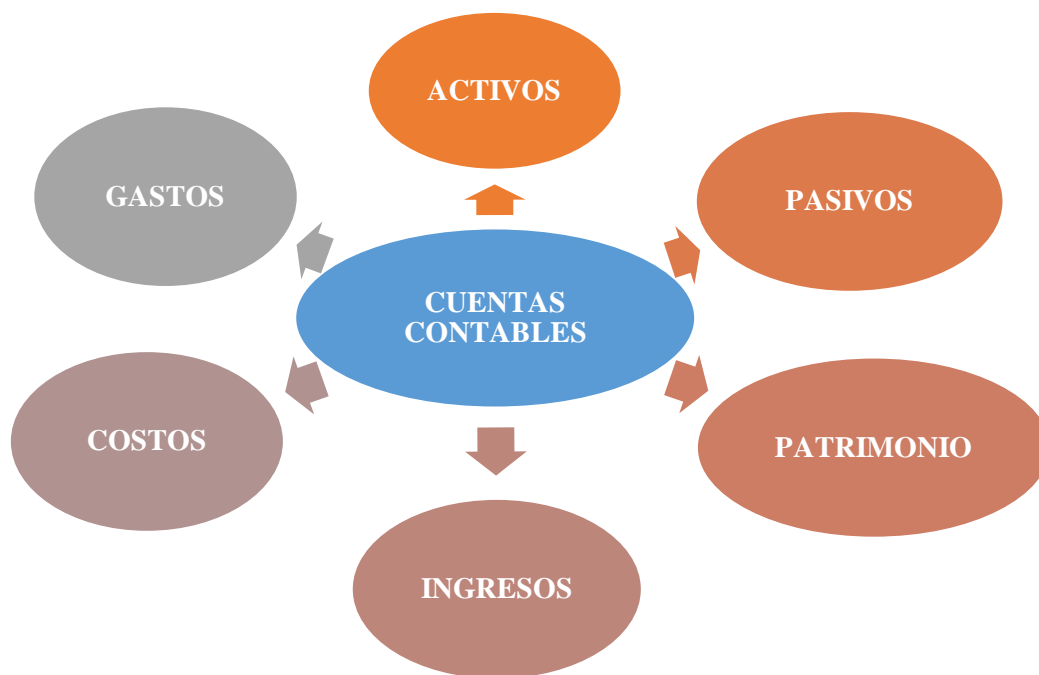 ACTIVOS
GASTOS
PASIVOS
CUENTAS
CONTABLES
COSTOS
PATRIMONIO
INGRESOS